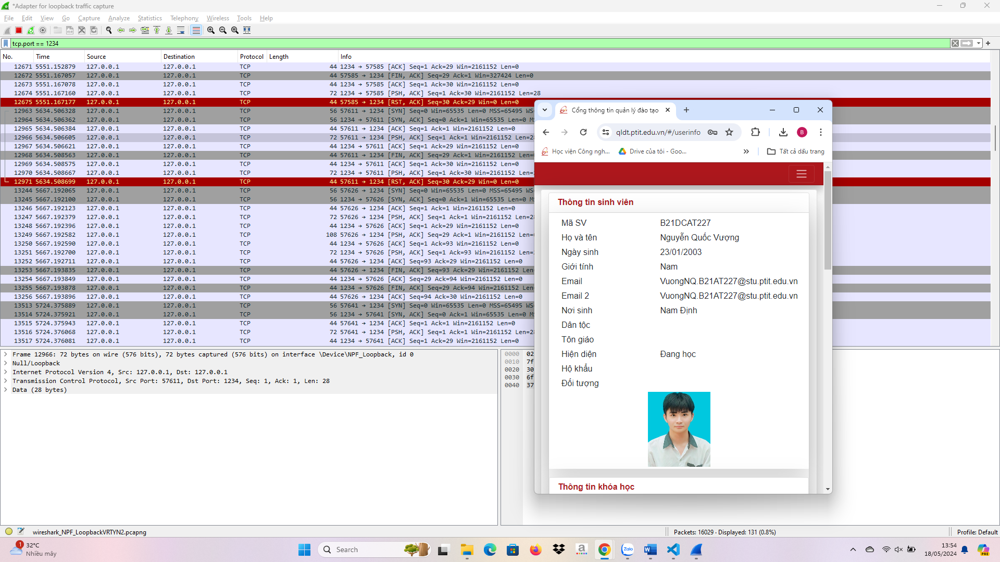 *Adapter for loopback traffic capture
File Edit View Go Capture Analyze Statistics Telephony Wireless Tools Help
tcp.port == 1234
No. Time Source Destination Protocol Length Info
12671 5551.152879 127.0.0.1 127.0.0.1 TCP 44 1234 → 57585 [ACK] Seq=1 Ack=29 Win=2161152 Len=0
12672 5551.167057 127.0.0.1 127.0.0.1 TCP 44 57585 → 1234 [FIN, ACK] Seq=29 Ack=1 Win=327424 Len=0
12673 5551.167078 127.0.0.1 127.0.0.1 TCP 44 1234 → 57585 [ACK] Seq=1 Ack=30 Win=2161152 Len=0
12674 5551.167160 127.0.0.1 127.0.0.1 TCP 72 1234 → 57585 [PSH, ACK] Seq=1 Ack=30 Win=2161152 Len=28
12675 5551.167177 127.0.0.1 127.0.0.1 TCP 44 57585 → 1234 [RST, ACK] Seq=30 Ack=29 Win=0 Len=0
12963 5634.506328 127.0.0.1 127.0.0.1 TCP 56 57611 → 1234 [SYN] Seq=0 Win=65535 Len=0 MSS=65495 WS=
12964 5634.506362 127.0.0.1 127.0.0.1 TCP 56 1234 → 57611 [SYN, ACK] Seq=0 Ack=1 Win=65535 Len=0 M
12965 5634.506384 127.0.0.1 127.0.0.1 TCP 44 57611 → 1234 [ACK] Seq=1 Ack=1 Win=2161152 Len=0
12966 5634.506605 127.0.0.1 127.0.0.1 TCP 72 57611 → 1234 [PSH, ACK] Seq=1 Ack=1 Win=2161152 Len=28
12967 5634.506621 127.0.0.1 127.0.0.1 TCP 44 1234 → 57611 [ACK] Seq=1 Ack=29 Win=2161152 Len=0
12968 5634.508563 127.0.0.1 127.0.0.1 TCP 44 57611 → 1234 [FIN, ACK] Seq=29 Ack=1 Win=2161152 Len=
12969 5634.508575 127.0.0.1 127.0.0.1 TCP 44 1234 → 57611 [ACK] Seq=1 Ack=30 Win=2161152 Len=0
12970 5634.508667 127.0.0.1 127.0.0.1 TCP 72 1234 → 57611 [PSH, ACK] Seq=1 Ack=30 Win=2161152 Len=
12971 5634.508699 127.0.0.1 127.0.0.1 TCP 44 57611 → 1234 [RST, ACK] Seq=30 Ack=29 Win=0 Len=0
13244 5667.192065 127.0.0.1 127.0.0.1 TCP 56 57626 → 1234 [SYN] Seq=0 Win=65535 Len=0 MSS=65495 WS=
13245 5667.192100 127.0.0.1 127.0.0.1 TCP 56 1234 → 57626 [SYN, ACK] Seq=0 Ack=1 Win=65535 Len=0 M
13246 5667.192123 127.0.0.1 127.0.0.1 TCP 44 57626 → 1234 [ACK] Seq=1 Ack=1 Win=2161152 Len=0
13247 5667.192379 127.0.0.1 127.0.0.1 TCP 72 57626 → 1234 [PSH, ACK] Seq=1 Ack=1 Win=2161152 Len=28
13248 5667.192396 127.0.0.1 127.0.0.1 TCP 44 1234 → 57626 [ACK] Seq=1 Ack=29 Win=2161152 Len=0
13249 5667.192582 127.0.0.1 127.0.0.1 TCP 108 57626 → 1234 [PSH, ACK] Seq=29 Ack=1 Win=2161152 Len=
13250 5667.192590 127.0.0.1 127.0.0.1 TCP 44 1234 → 57626 [ACK] Seq=1 Ack=93 Win=2161152 Len=0
13251 5667.192700 127.0.0.1 127.0.0.1 TCP 72 1234 → 57626 [PSH, ACK] Seq=1 Ack=93 Win=2161152 Len=
13252 5667.192711 127.0.0.1 127.0.0.1 TCP 44 57626 → 1234 [ACK] Seq=93 Ack=29 Win=2161152 Len=0
13253 5667.193835 127.0.0.1 127.0.0.1 TCP 44 57626 → 1234 [FIN, ACK] Seq=93 Ack=29 Win=2161152 Len
13254 5667.193849 127.0.0.1 127.0.0.1 TCP 44 1234 → 57626 [ACK] Seq=29 Ack=94 Win=2161152 Len=0
13255 5667.193878 127.0.0.1 127.0.0.1 TCP 44 1234 → 57626 [FIN, ACK] Seq=29 Ack=94 Win=2161152 Len
13256 5667.193896 127.0.0.1 127.0.0.1 TCP 44 57626 → 1234 [ACK] Seq=94 Ack=30 Win=2161152 Len=0
13513 5724.375889 127.0.0.1 127.0.0.1 TCP 56 57641 → 1234 [SYN] Seq=0 Win=65535 Len=0 MSS=65495 WS=
13514 5724.375921 127.0.0.1 127.0.0.1 TCP 56 1234 → 57641 [SYN, ACK] Seq=0 Ack=1 Win=65535 Len=0 M
13515 5724.375943 127.0.0.1 127.0.0.1 TCP 44 57641 → 1234 [ACK] Seq=1 Ack=1 Win=2161152 Len=0
13516 5724.376068 127.0.0.1 127.0.0.1 TCP 72 57641 → 1234 [PSH, ACK] Seq=1 Ack=1 Win=2161152 Len=28
13517 5724.376081 127.0.0.1 127.0.0.1 TCP 44 1234 → 57641 [ACK] Seq=1 Ack=29 Win=2161152 Len=0
Frame 12966: 72 bytes on wire (576 bits), 72 bytes captured (576 bits) on interface \Device\NPF_Loopback, id 0
Null/Loopback
Internet Protocol Version 4, Src: 127.0.0.1, Dst: 127.0.0.1
Transmission Control Protocol, Src Port: 57611, Dst Port: 1234, Seq: 1, Ack: 1, Len: 28
Data (28 bytes)
0000 02
0010 7f
0020 30
0030 6f
0040 37
Cổng thông tin quản lý đào tạo
qldt.ptit.edu.vn/#/userinfo
B
Học viện Công ngh...
Drive của tôi - Goo...
Tất cả dấu trang
Thông tin sinh viên
Mã SV B21DCAT227
Họ và tên Nguyễn Quốc Vượng
Ngày sinh 23/01/2003
Giới tính Nam
Email VuongNQ.B21AT227@stu.ptit.edu.vn
Email 2 VuongNQ.B21AT227@stu.ptit.edu.vn
Nơi sinh Nam Định
Dân tộc
Tôn giáo
Hiện diện Đang học
Hộ khẩu
Đối tượng
Thông tin khóa học
wireshark_NPF_LoopbackVRTYN2.pcapng
Packets: 16029 · Displayed: 131 (0.8%)
Profile: Default
1
32°C
Nhiều mây
Search
a
Zalo
W
13:54
18/05/2024
PRE